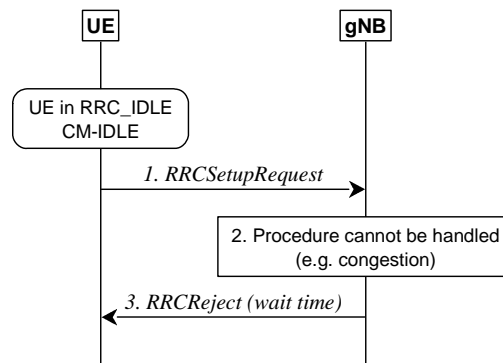 UE
gNB
UE in RRC_IDLE
CM-IDLE
1. RRCSetupRequest
2. Procedure cannot be handled
(e.g. congestion)
3. RRCReject (wait time)